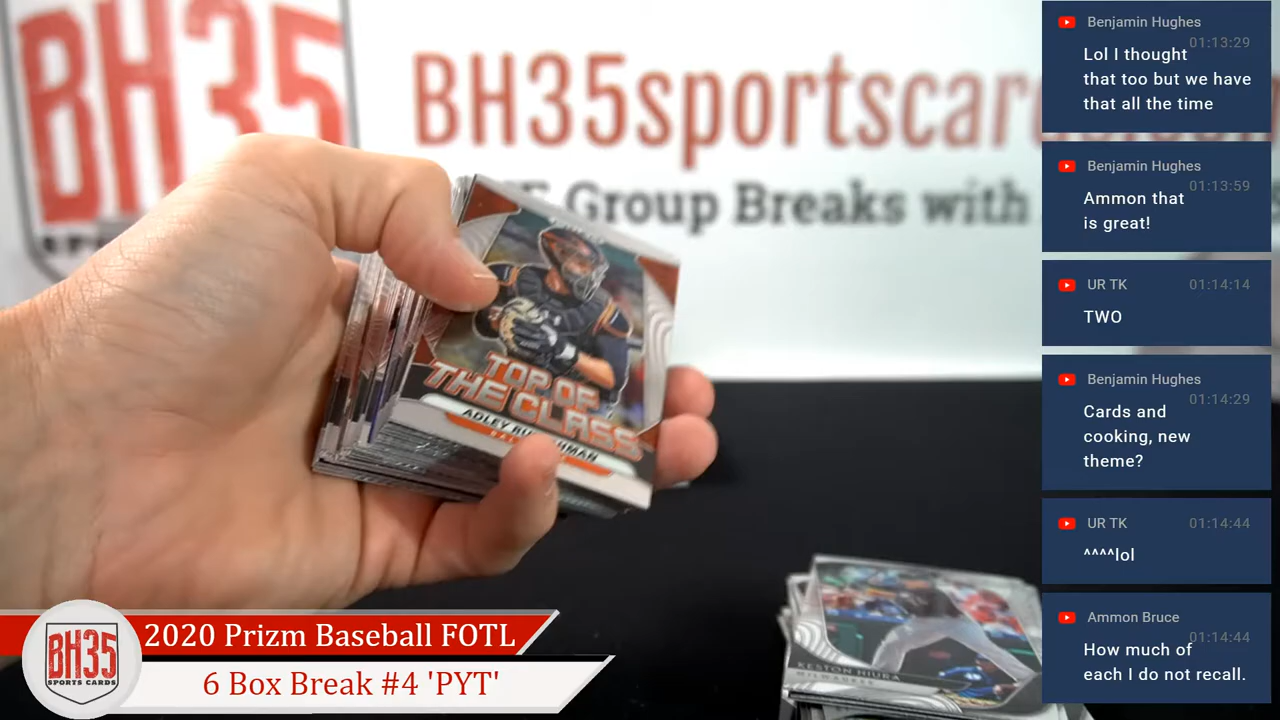 BH35
BH35sportscar
Group Breaks with
TOP OF
THE CLASS
ADLEY
KESTON HIURA
MILWAUKEE
BH35
SPORTS CARDS
2020 Prizm Baseball FOTL
6 Box Break #4 'PYT'
Benjamin Hughes
01:13:29
Lol I thought
that too but we have
that all the time
Benjamin Hughes
01:13:59
Ammon that
is great!
UR TK 01:14:14
TWO
Benjamin Hughes
01:14:29
Cards and
cooking, new
theme?
UR TK 01:14:44
^^^^lol
Ammon Bruce
01:14:44
How much of
each I do not recall.